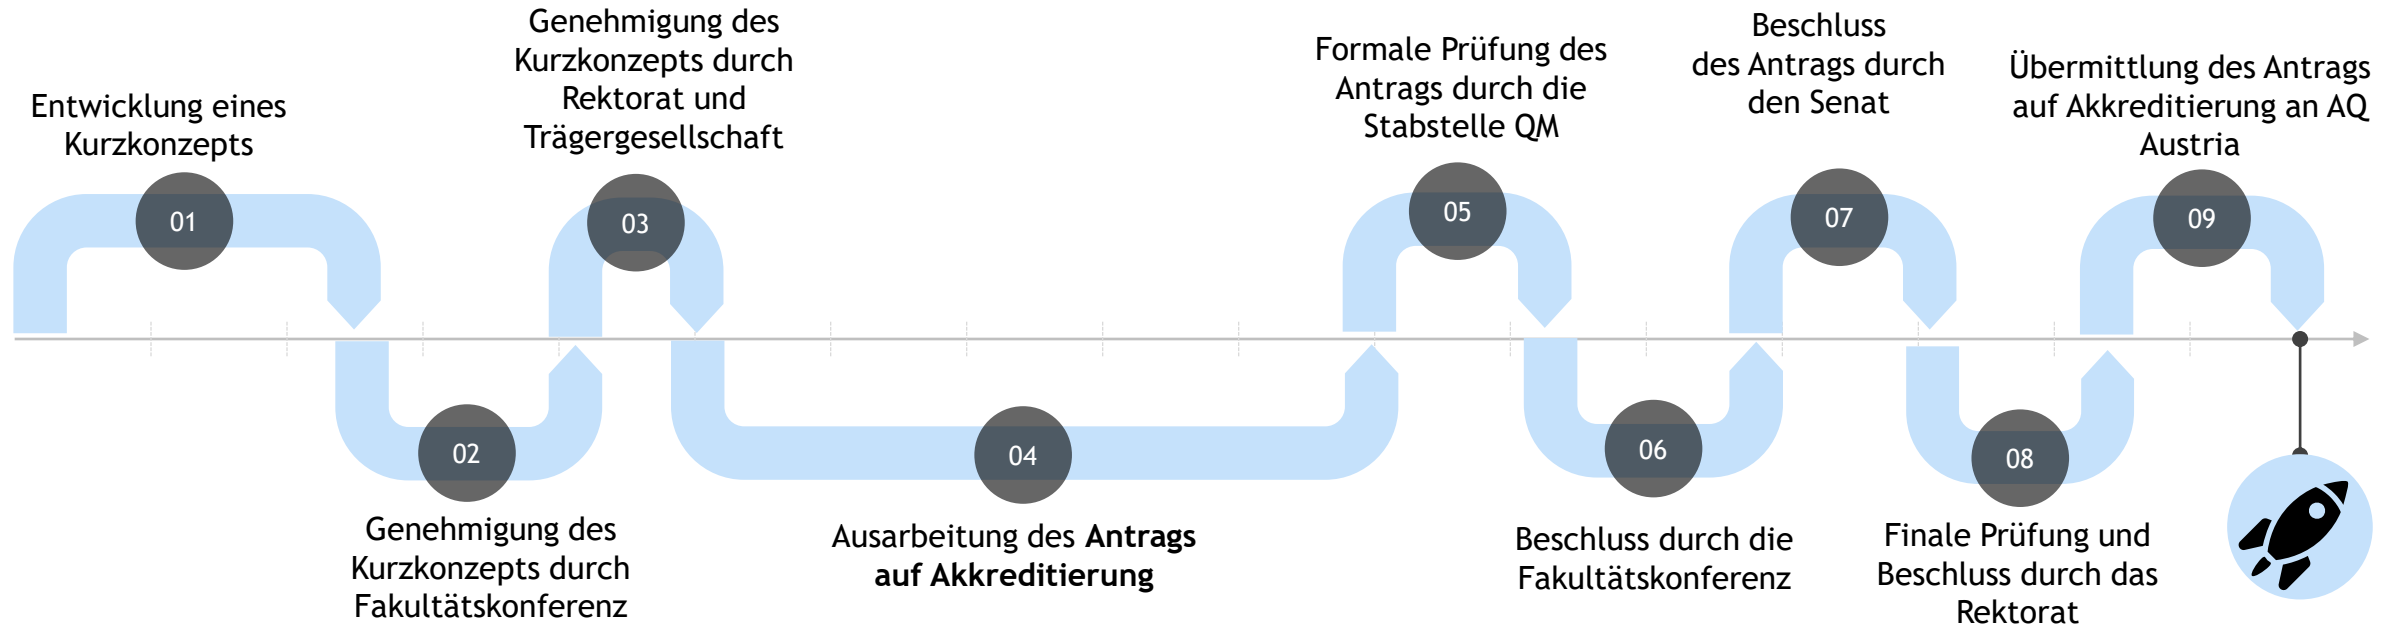 Entwicklung eines
Kurzkonzepts
01
Genehmigung des
Kurzkonzepts durch
Fakultätskonferenz
02
Genehmigung des
Kurzkonzepts durch
Rektorat und
Trägergesellschaft
03
Ausarbeitung des Antrags
auf Akkreditierung
04
Formale Prüfung des
Antrags durch die
Stabstelle QM
05
Beschluss durch die
Fakultätskonferenz
06
Beschluss
des Antrags durch
den Senat
07
Finale Prüfung und
Beschluss durch das
Rektorat
08
Übermittlung des Antrags
auf Akkreditierung an AQ
Austria
09